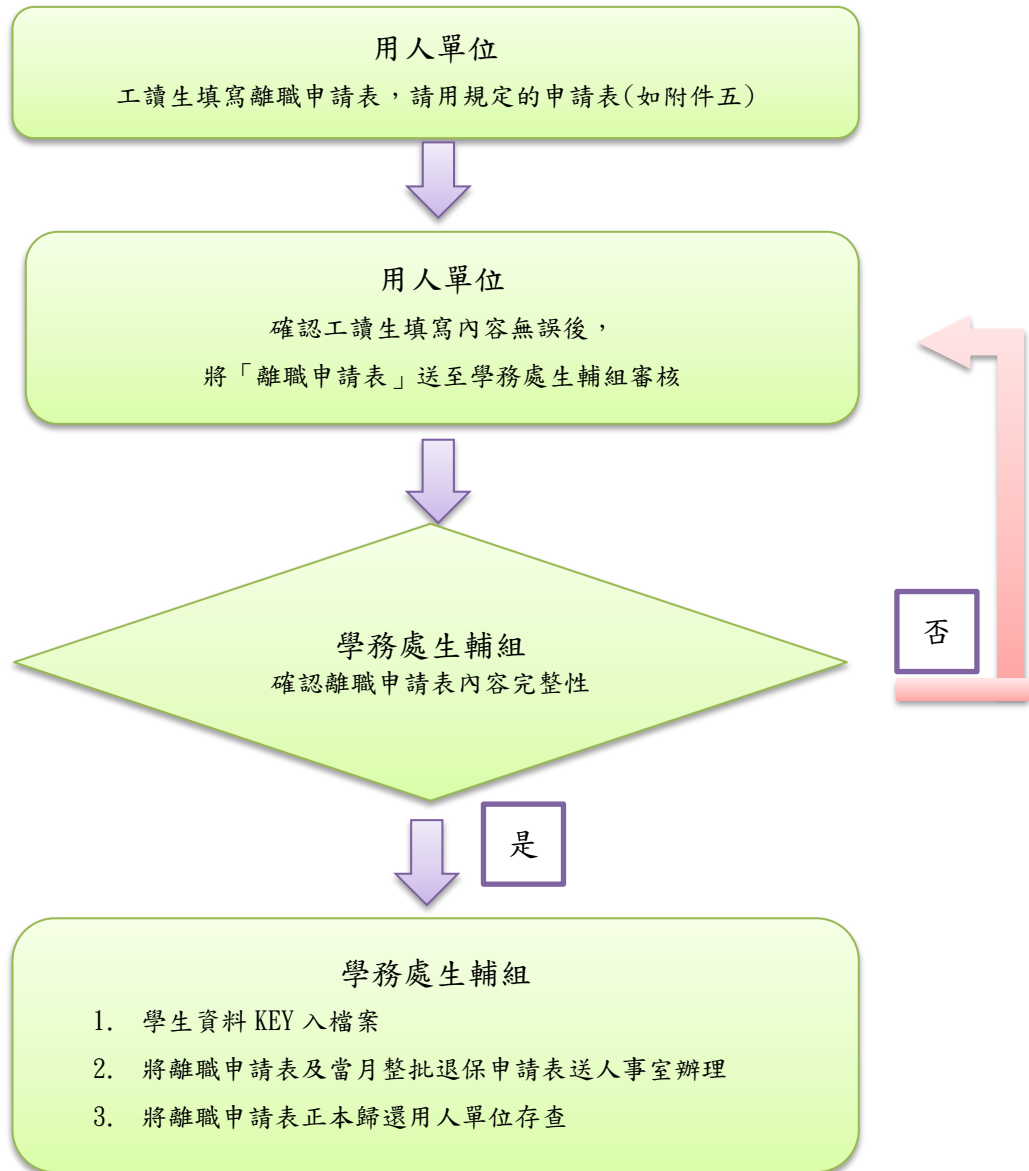 用人單位
工讀生填寫離職申請表，請用規定的申請表(如附件五)
用人單位
確認工讀生填寫內容無誤後，
將「離職申請表」送至學務處生輔組審核
學務處生輔組
確認離職申請表內容完整性
否
是
學務處生輔組
1. 學生資料 KEY 入檔案
2. 將離職申請表及當月整批退保申請表送人事室辦理
3. 將離職申請表正本歸還用人單位存查